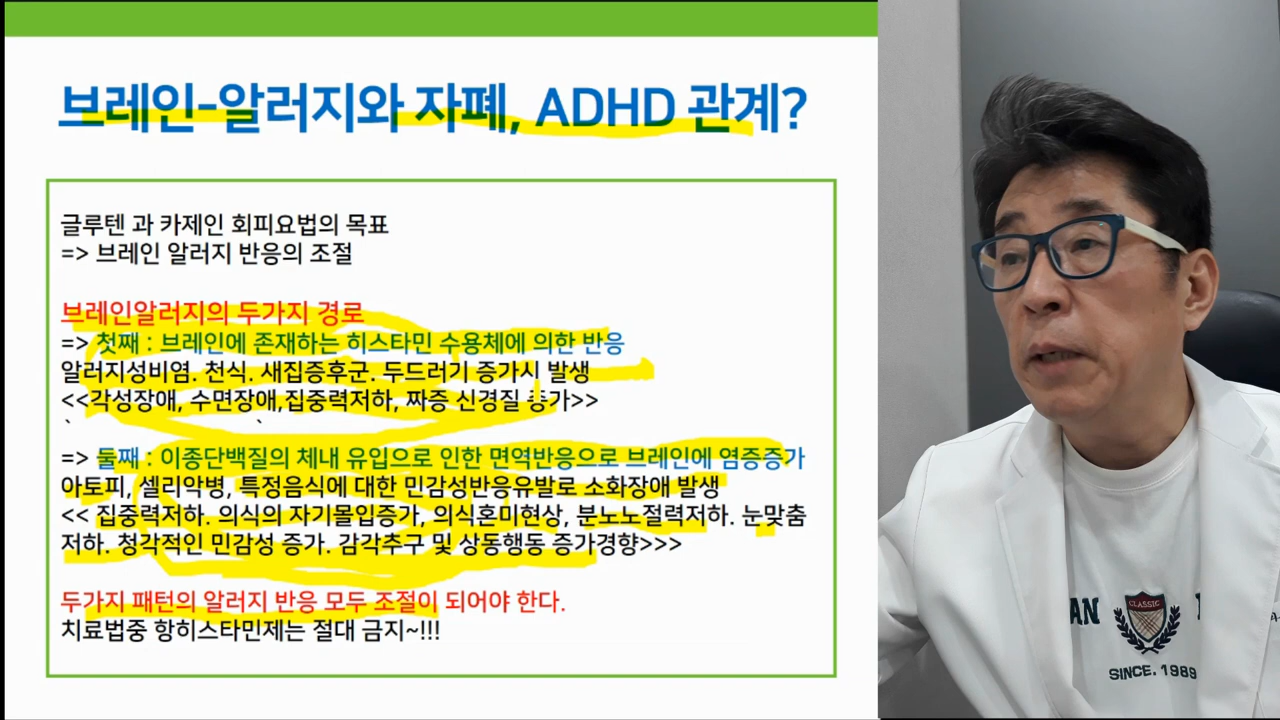 브레인-알러지와 자폐, ADHD 관계?
글루텐 과 카제인 회피요법의 목표
=> 브레인 알러지 반응의 조절
브레인알러지의 두가지 경로
=> 첫째 : 브레인에 존재하는 히스타민 수용체에 의한 반응
알러지성비염. 천식. 새집증후군. 두드러기 증가시 발생
<<각성장애, 수면장애,집중력저하, 짜증 신경질 증가>>
` `
=> 둘째 : 이종단백질의 체내 유입으로 인한 면역반응으로 브레인에 염증증가
아토피, 셀리악병, 특정음식에 대한 민감성반응유발로 소화장애 발생
<< 집중력저하. 의식의 자기몰입증가, 의식혼미현상, 분노노절력저하. 눈맞춤
저하. 청각적인 민감성 증가. 감각추구 및 상동행동 증가경향>>>
두가지 패턴의 알러지 반응 모두 조절이 되어야 한다.
치료법중 항히스타민제는 절대 금지~!!!
AN
CLASSIC
SINCE. 1989